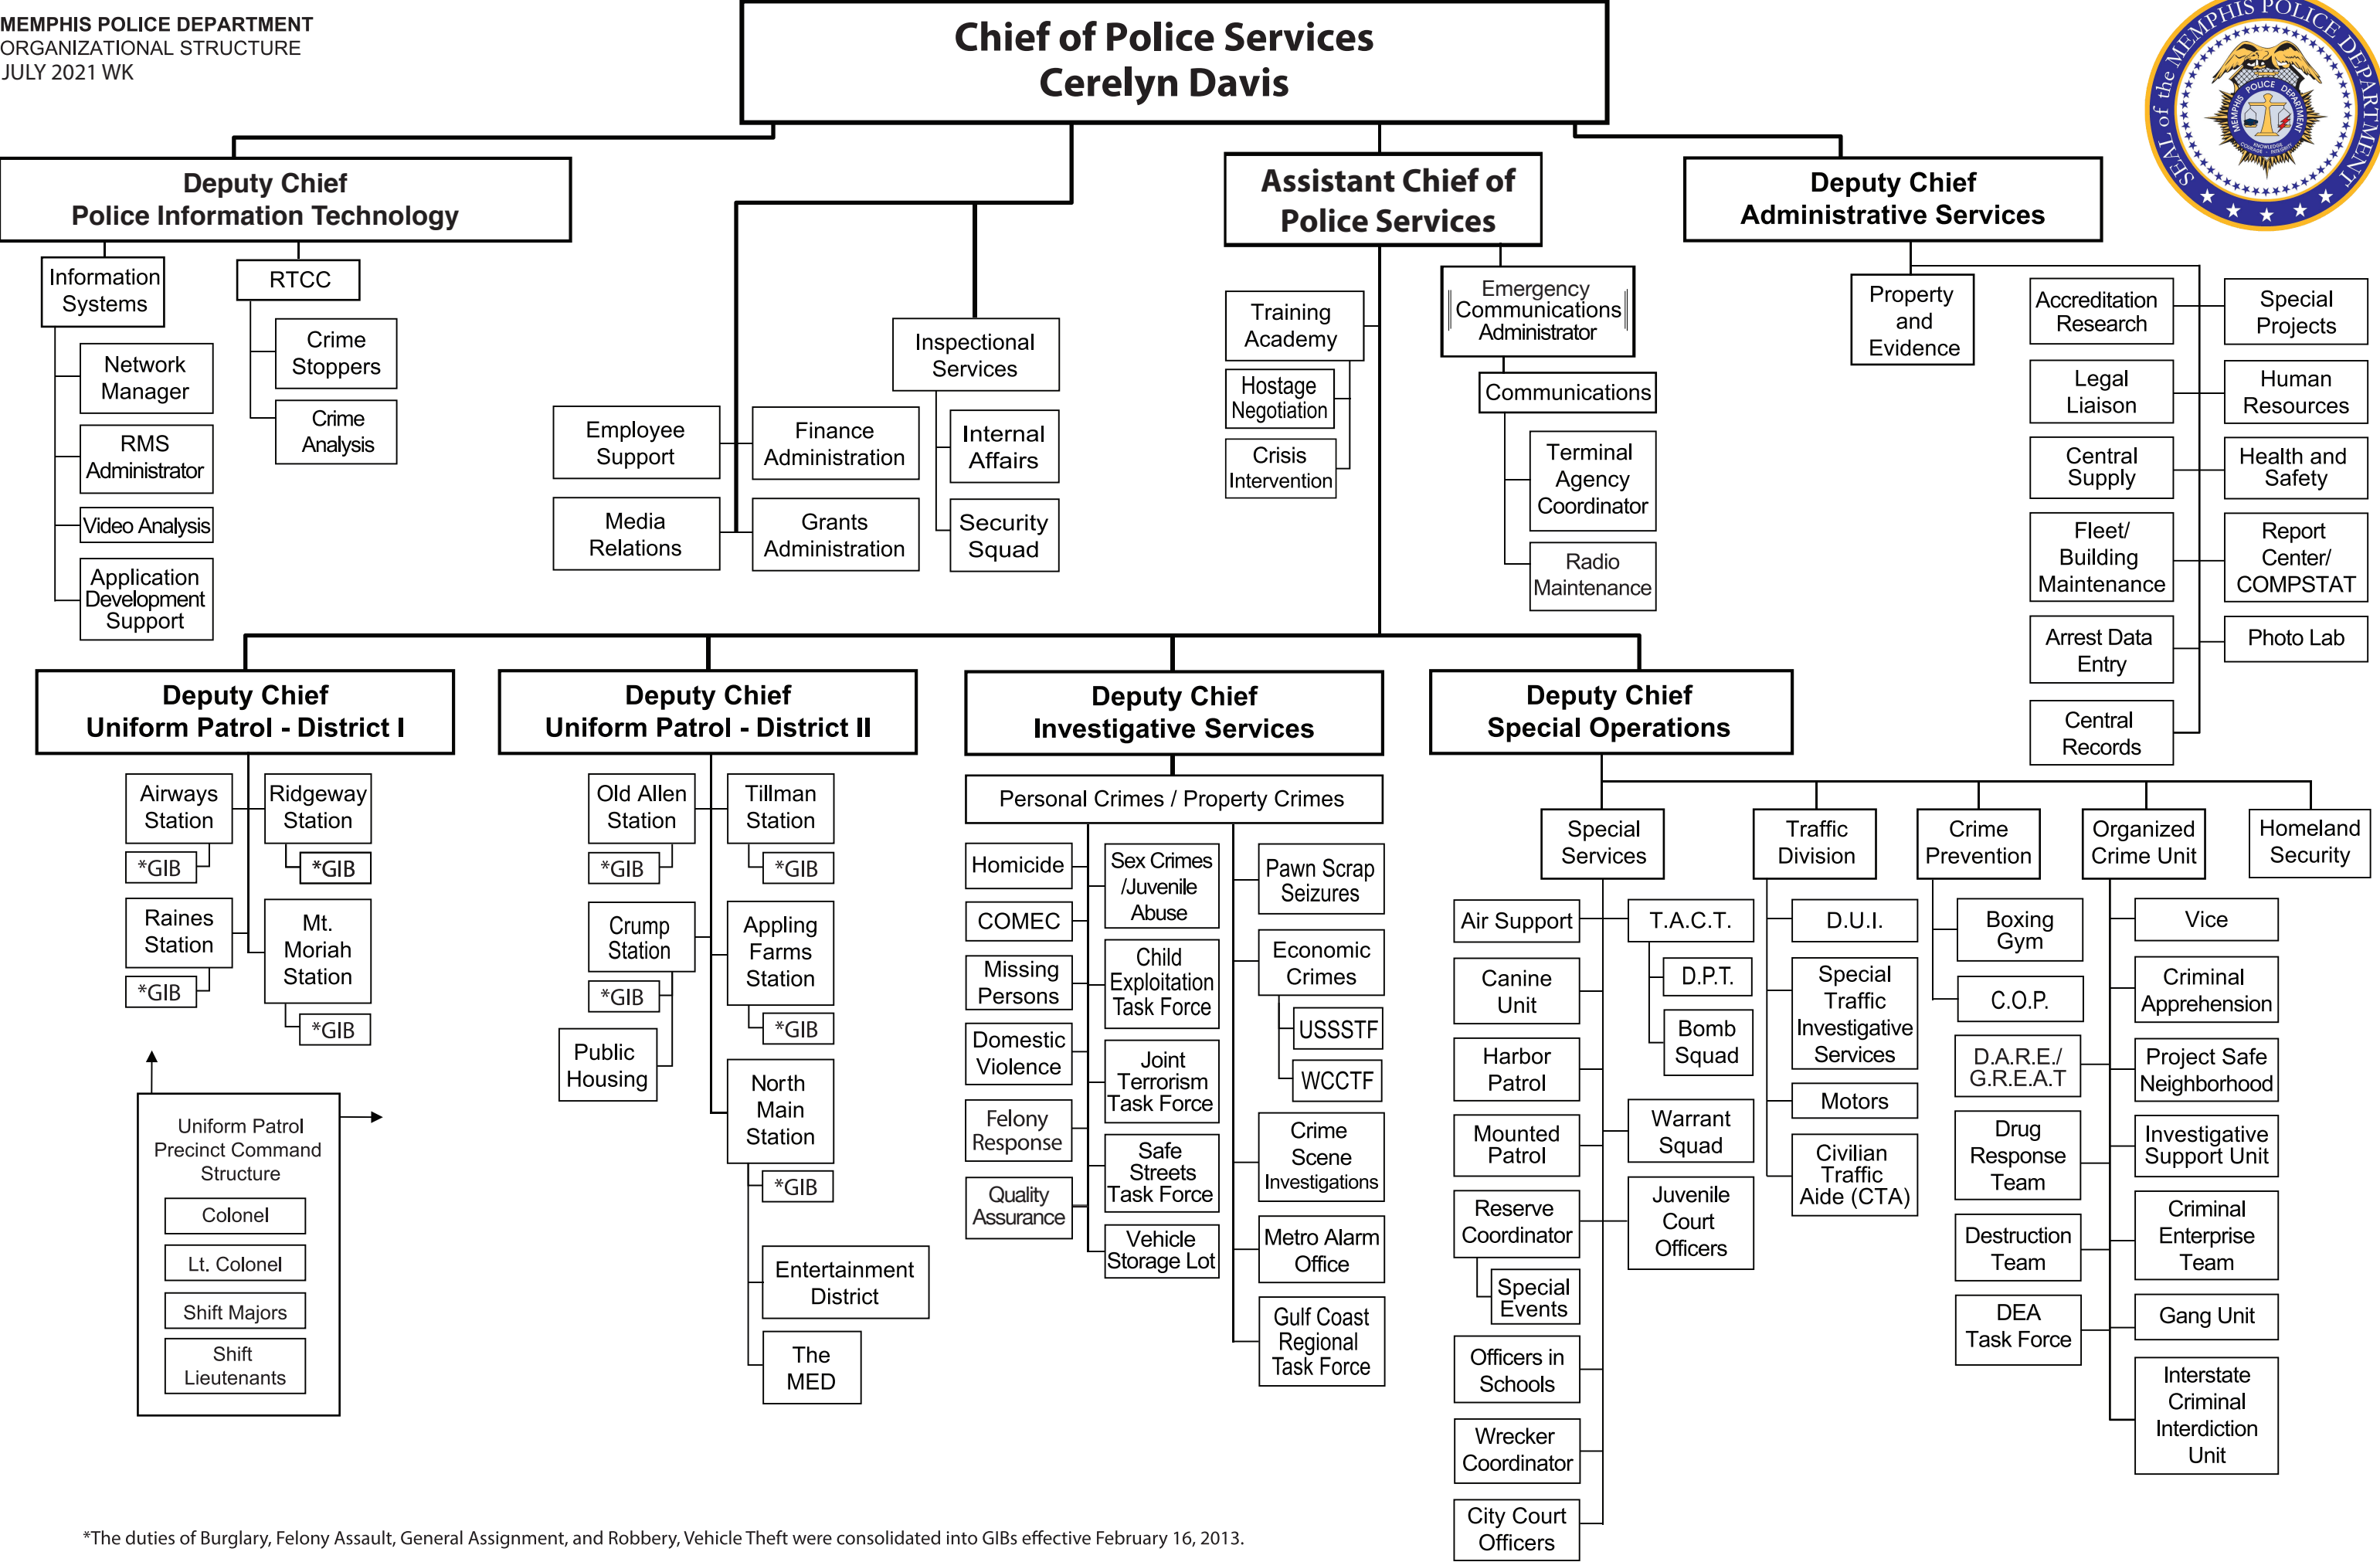 MEMPHIS POLICE DEPARTMENT
ORGANIZATIONAL STRUCTURE
JULY 2021 WK
Chief of Police Services
Cerelyn Davis
SEAL of the MEMPHIS POLICE DEPARTMENT
MEMPHIS POLICE DEPARTMENT
KNOWLEDGE
COURAGE - INTEGRITY
Deputy Chief
Police Information Technology
Assistant Chief of
Police Services
Deputy Chief
Administrative Services
Information
Systems
Network
Manager
RMS
Administrator
Video Analysis
Application
Development
Support
RTCC
Crime
Stoppers
Crime
Analysis
Employee
Support
Finance
Administration
Media
Relations
Grants
Administration
Inspectional
Services
Internal
Affairs
Security
Squad
Training
Academy
Hostage
Negotiation
Crisis
Intervention
Emergency
Communications
Administrator
Communications
Terminal
Agency
Coordinator
Radio
Maintenance
Property
and
Evidence
Accreditation
Research
Special
Projects
Legal
Liaison
Human
Resources
Central
Supply
Health and
Safety
Fleet/
Building
Maintenance
Report
Center/
COMPSTAT
Arrest Data
Entry
Photo Lab
Central
Records
Deputy Chief
Uniform Patrol - District I
Airways
Station
*GIB
Ridgeway
Station
*GIB
Raines
Station
*GIB
Mt.
Moriah
Station
*GIB
Uniform Patrol
Precinct Command
Structure
Colonel
Lt. Colonel
Shift Majors
Shift
Lieutenants
Deputy Chief
Uniform Patrol - District II
Old Allen
Station
*GIB
Tillman
Station
*GIB
Crump
Station
*GIB
Public
Housing
Appling
Farms
Station
*GIB
North
Main
Station
*GIB
Entertainment
District
The
MED
Deputy Chief
Investigative Services
Personal Crimes / Property Crimes
Homicide
COMEC
Missing
Persons
Domestic
Violence
Felony
Response
Quality
Assurance
Sex Crimes
/Juvenile
Abuse
Child
Exploitation
Task Force
Joint
Terrorism
Task Force
Safe
Streets
Task Force
Vehicle
Storage Lot
Pawn Scrap
Seizures
Economic
Crimes
USSSTF
WCCTF
Crime
Scene
Investigations
Metro Alarm
Office
Gulf Coast
Regional
Task Force
Deputy Chief
Special Operations
Special
Services
Air Support
Canine
Unit
Harbor
Patrol
Mounted
Patrol
Reserve
Coordinator
Special
Events
Officers in
Schools
Wrecker
Coordinator
City Court
Officers
T.A.C.T.
D.P.T.
Bomb
Squad
Warrant
Squad
Juvenile
Court
Officers
Traffic
Division
D.U.I.
Special
Traffic
Investigative
Services
Motors
Civilian
Traffic
Aide (CTA)
Crime
Prevention
Boxing
Gym
C.O.P.
Organized
Crime Unit
D.A.R.E./
G.R.E.A.T
Drug
Response
Team
Destruction
Team
DEA
Task Force
Vice
Criminal
Apprehension
Project Safe
Neighborhood
Investigative
Support Unit
Criminal
Enterprise
Team
Gang Unit
Interstate
Criminal
Interdiction
Unit
Homeland
Security
*The duties of Burglary, Felony Assault, General Assignment, and Robbery, Vehicle Theft were consolidated into GIBs effective February 16, 2013.